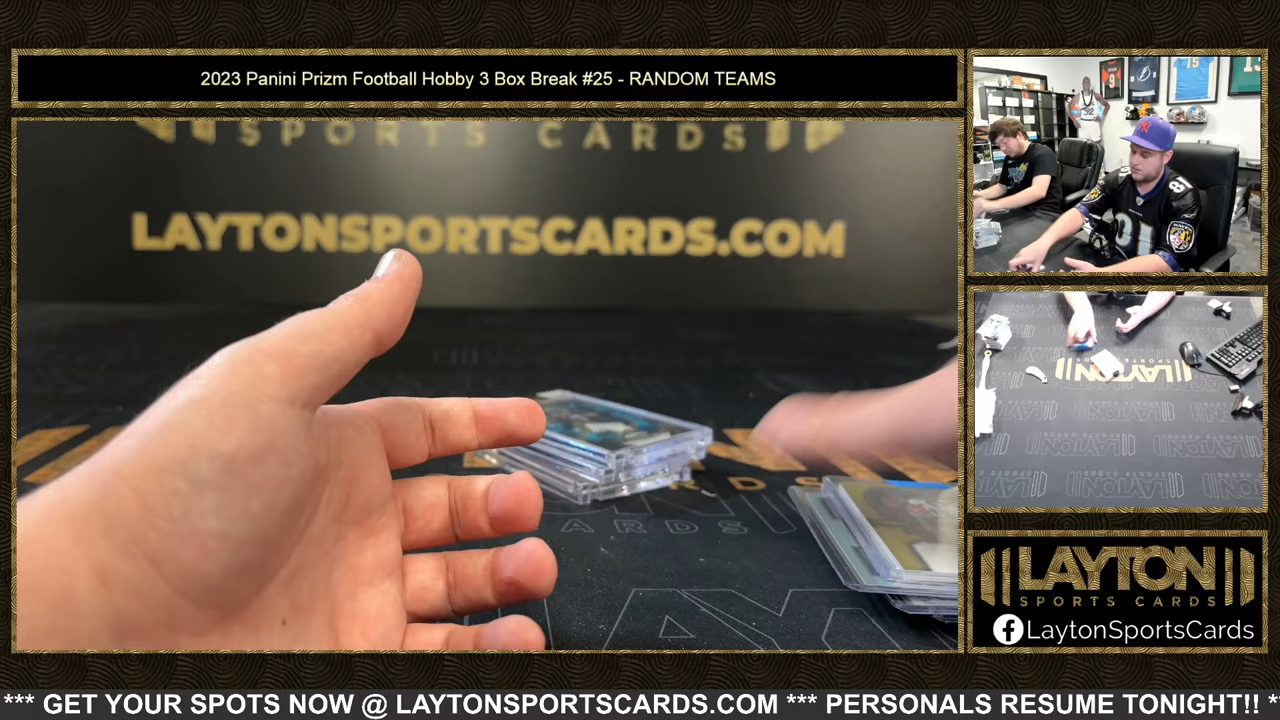 2023 Panini Prizm Football Hobby 3 Box Break #25 - RANDOM TEAMS
SPORTS CARDS
LAYTONSPORTSCARDS.COM
LAYTON
SPORTS CARDS
LaytonSportsCards
*** GET YOUR SPOTS NOW @ LAYTONSPORTSCARDS.COM *** PERSONALS RESUME TONIGHT!! *